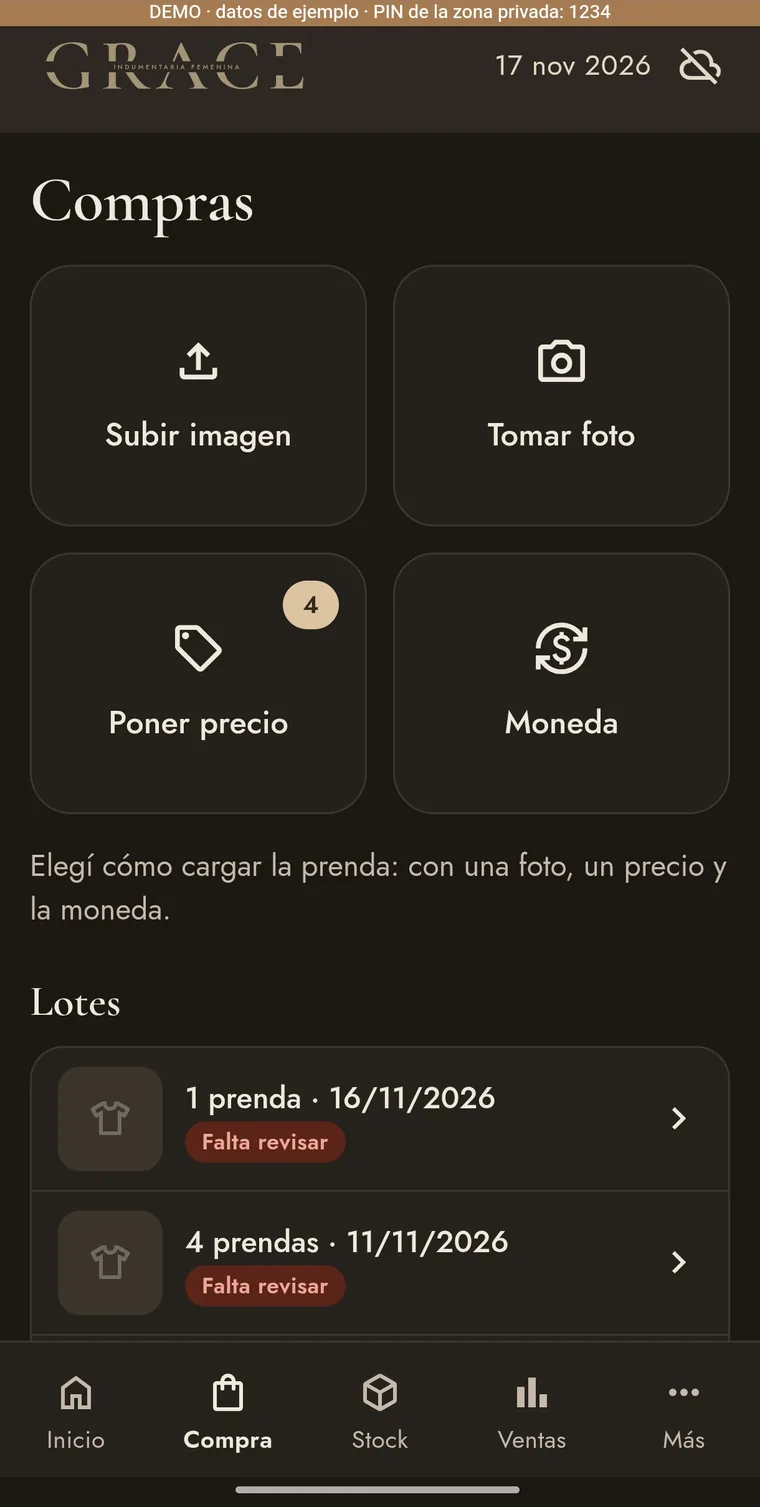 DEMO · datos de ejemplo · PIN de la zona privada: 1234
GRACE
INDUMENTARIA FEMENINA
17 nov 2026
Compras
Subir imagen
Tomar foto
4
Poner precio
Moneda
Elegí cómo cargar la prenda: con una foto, un precio y
la moneda.
Lotes
1 prenda · 16/11/2026
Falta revisar
4 prendas · 11/11/2026
Falta revisar
Inicio
Compra
Stock
Ventas
Más